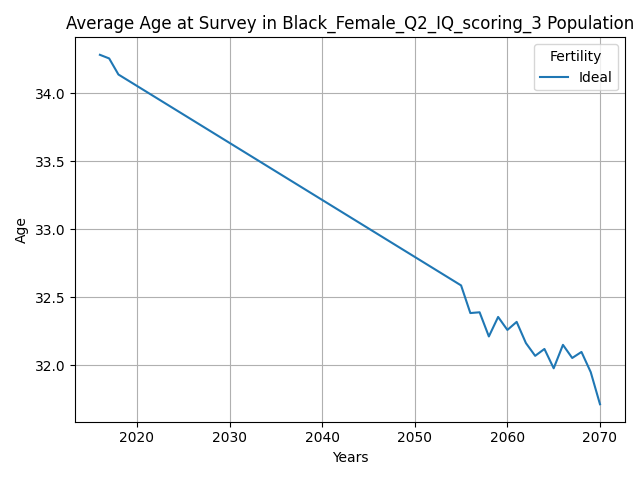 Average Age at Survey in Black_Female_Q2_IQ_scoring_3 Population
Fertility
Ideal
34.0
33.5
33.0
32.5
32.0
Age
2020 2030 2040 2050 2060 2070
Years